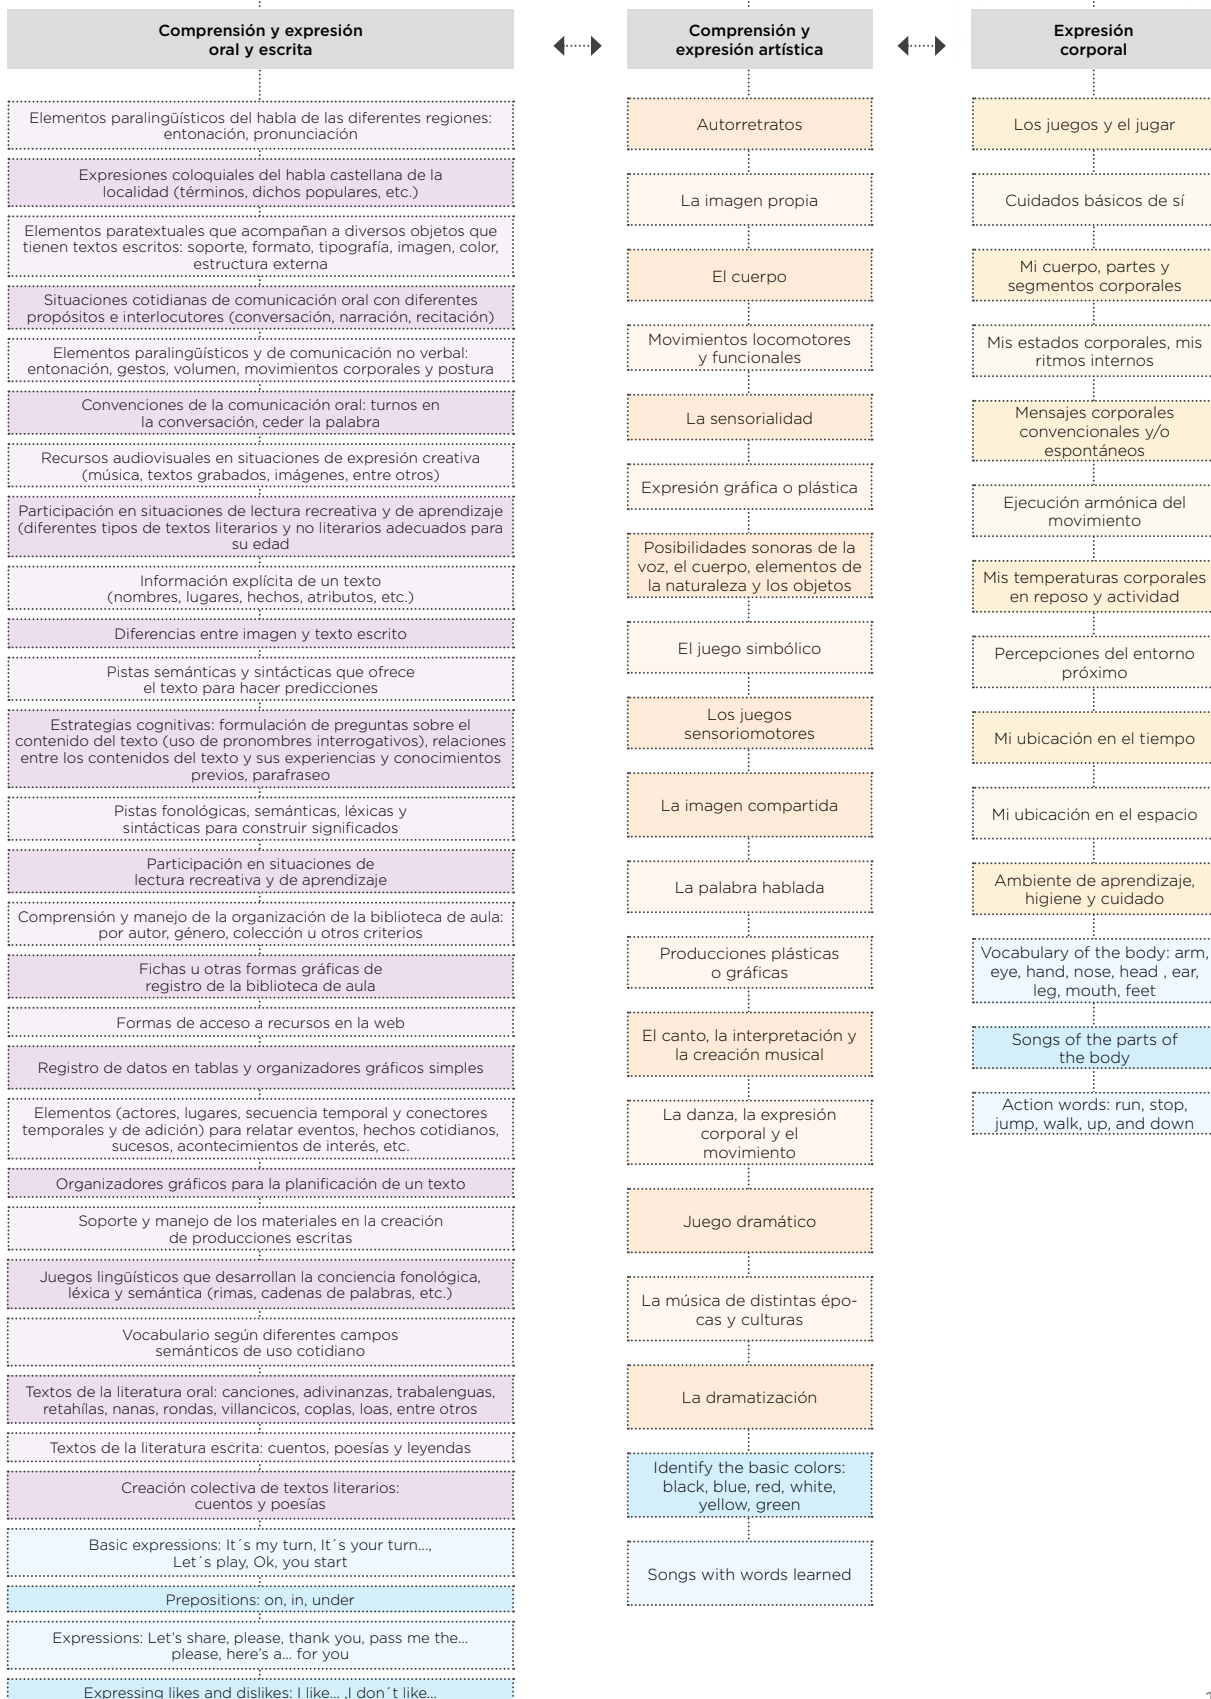 Comprensión y expresión
oral y escrita
Elementos paralingüísticos del habla de las diferentes regiones:
entonación, pronunciación
Expresiones coloquiales del habla castellana de la
localidad (términos, dichos populares, etc.)
Elementos paratextuales que acompañan a diversos objetos que
tienen textos escritos: soporte, formato, tipografía, imagen, color,
estructura externa
Situaciones cotidianas de comunicación oral con diferentes
propósitos e interlocutores (conversación, narración, recitación)
Elementos paralingüísticos y de comunicación no verbal:
entonación, gestos, volumen, movimientos corporales y postura
Convenciones de la comunicación oral: turnos en
la conversación, ceder la palabra
Recursos audiovisuales en situaciones de expresión creativa
(música, textos grabados, imágenes, entre otros)
Participación en situaciones de lectura recreativa y de aprendizaje
(diferentes tipos de textos literarios y no literarios adecuados para
su edad
Información explícita de un texto
(nombres, lugares, hechos, atributos, etc.)
Diferencias entre imagen y texto escrito
Pistas semánticas y sintácticas que ofrece
el texto para hacer predicciones
Estrategias cognitivas: formulación de preguntas sobre el
contenido del texto (uso de pronombres interrogativos), relaciones
entre los contenidos del texto y sus experiencias y conocimientos
previos, parafraseo
Pistas fonológicas, semánticas, léxicas y
sintácticas para construir significados
Participación en situaciones de
lectura recreativa y de aprendizaje
Comprensión y manejo de la organización de la biblioteca de aula:
por autor, género, colección u otros criterios
Fichas u otras formas gráficas de
registro de la biblioteca de aula
Formas de acceso a recursos en la web
Registro de datos en tablas y organizadores gráficos simples
Elementos (actores, lugares, secuencia temporal y conectores
temporales y de adición) para relatar eventos, hechos cotidianos,
sucesos, acontecimientos de interés, etc.
Organizadores gráficos para la planificación de un texto
Soporte y manejo de los materiales en la creación
de producciones escritas
Juegos lingüísticos que desarrollan la conciencia fonológica,
léxica y semántica (rimas, cadenas de palabras, etc.)
Vocabulario según diferentes campos
semánticos de uso cotidiano
Textos de la literatura oral: canciones, adivinanzas, trabalenguas,
retahílas, nanas, rondas, villancicos, coplas, loas, entre otros
Textos de la literatura escrita: cuentos, poesías y leyendas
Creación colectiva de textos literarios:
cuentos y poesías
Basic expressions: It´s my turn, It´s your turn...,
Let´s play, Ok, you start
Prepositions: on, in, under
Expressions: Let's share, please, thank you, pass me the...
please, here's a... for you
Expressing likes and dislikes: I like... ,I don´t like...
Comprensión y
expresión artística
Autorretratos
La imagen propia
El cuerpo
Movimientos locomotores
y funcionales
La sensorialidad
Expresión gráfica o plástica
Posibilidades sonoras de la
voz, el cuerpo, elementos de
la naturaleza y los objetos
El juego simbólico
Los juegos
sensoriomotores
La imagen compartida
La palabra hablada
Producciones plásticas
o gráficas
El canto, la interpretación y
la creación musical
La danza, la expresión
corporal y el
movimiento
Juego dramático
La música de distintas épo-
cas y culturas
La dramatización
Identify the basic colors:
black, blue, red, white,
yellow, green
Songs with words learned
Expresión
corporal
Los juegos y el jugar
Cuidados básicos de sí
Mi cuerpo, partes y
segmentos corporales
Mis estados corporales, mis
ritmos internos
Mensajes corporales
convencionales y/o
espontáneos
Ejecución armónica del
movimiento
Mis temperaturas corporales
en reposo y actividad
Percepciones del entorno
próximo
Mi ubicación en el tiempo
Mi ubicación en el espacio
Ambiente de aprendizaje,
higiene y cuidado
Vocabulary of the body: arm,
eye, hand, nose, head , ear,
leg, mouth, feet
Songs of the parts of
the body
Action words: run, stop,
jump, walk, up, and down